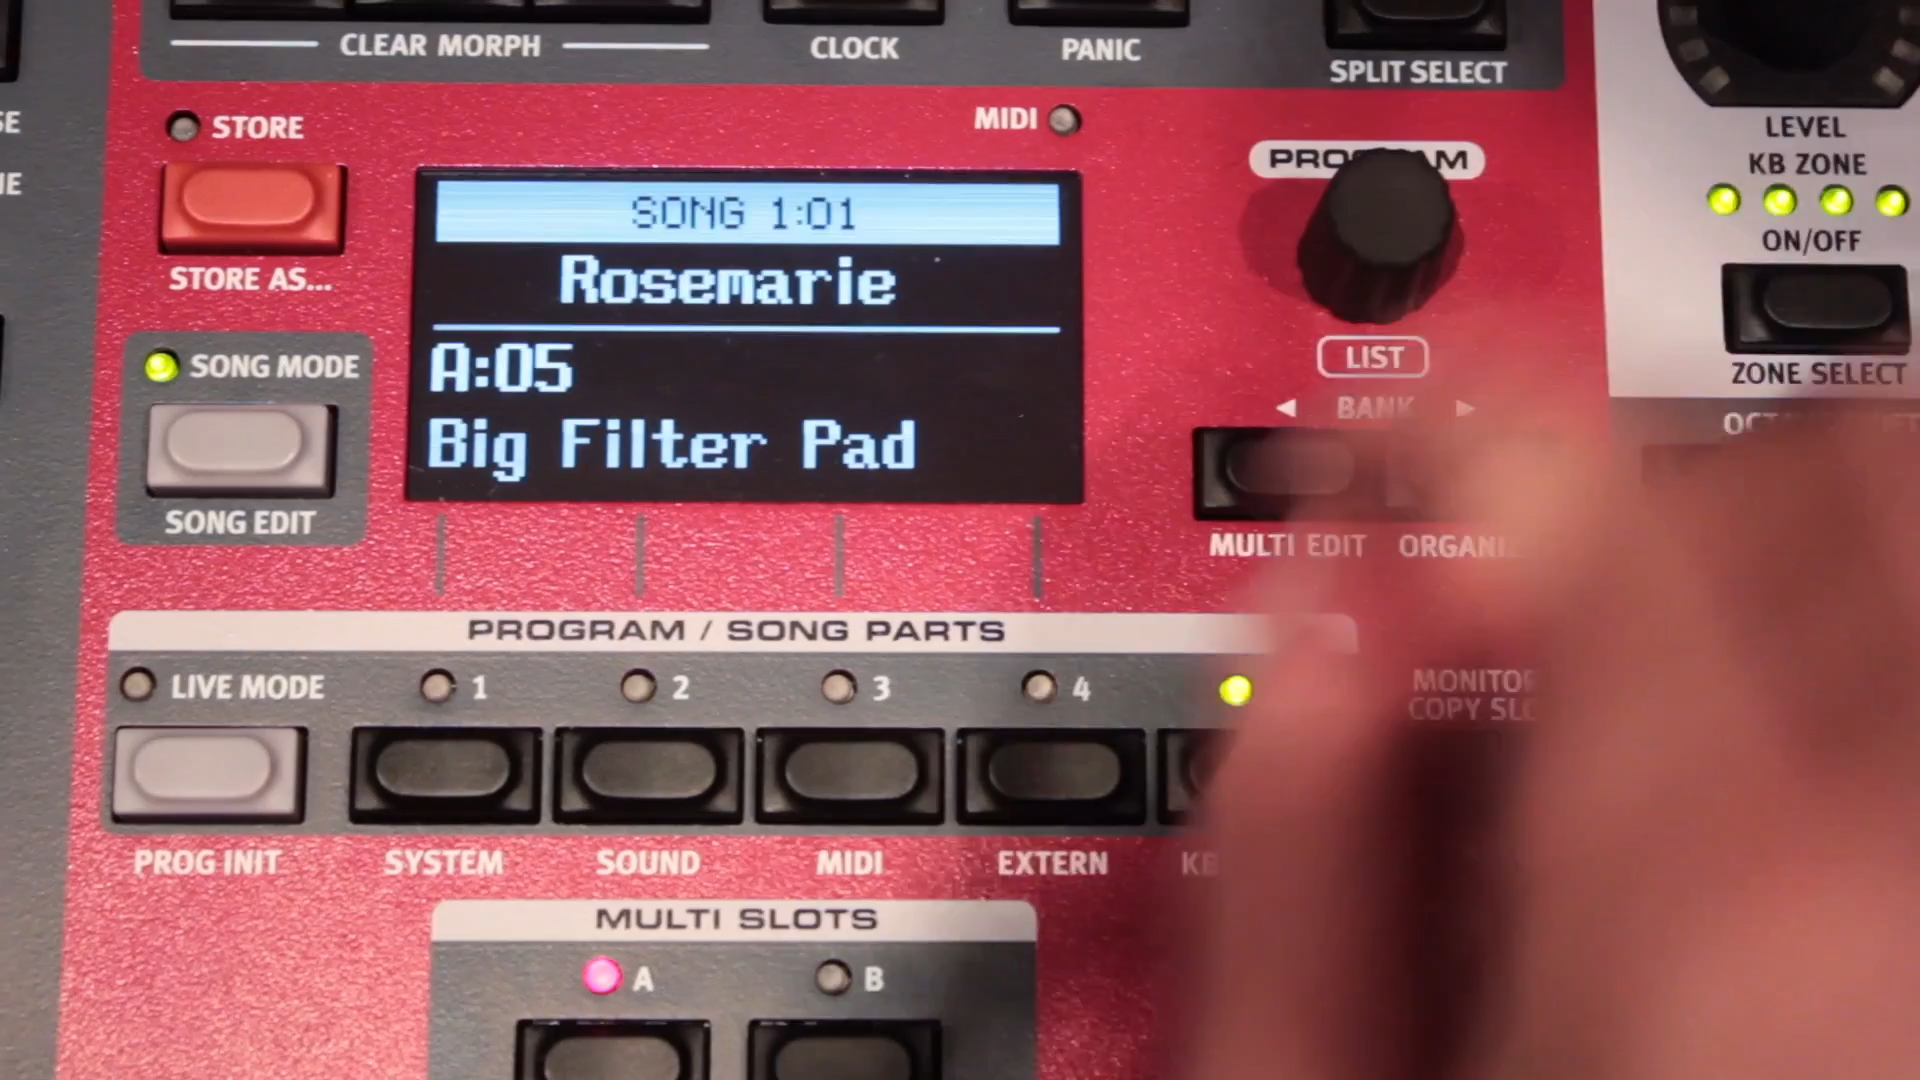 CLEAR MORPH
CLOCK
PANIC
SPLIT SELECT
STORE
MIDI
PROGRAM
LEVEL
KB ZONE
ON/OFF
ZONE SELECT
STORE AS...
SONG 1:01
Rosemarie
A:05
Big Filter Pad
SONG MODE
SONG EDIT
LIST
◀ BANK ▶
MULTI EDIT
PROGRAM / SONG PARTS
LIVE MODE
1
2
3
4
COPY
PROG INIT
SYSTEM
SOUND
MIDI
EXTERN
MULTI SLOTS
A
B